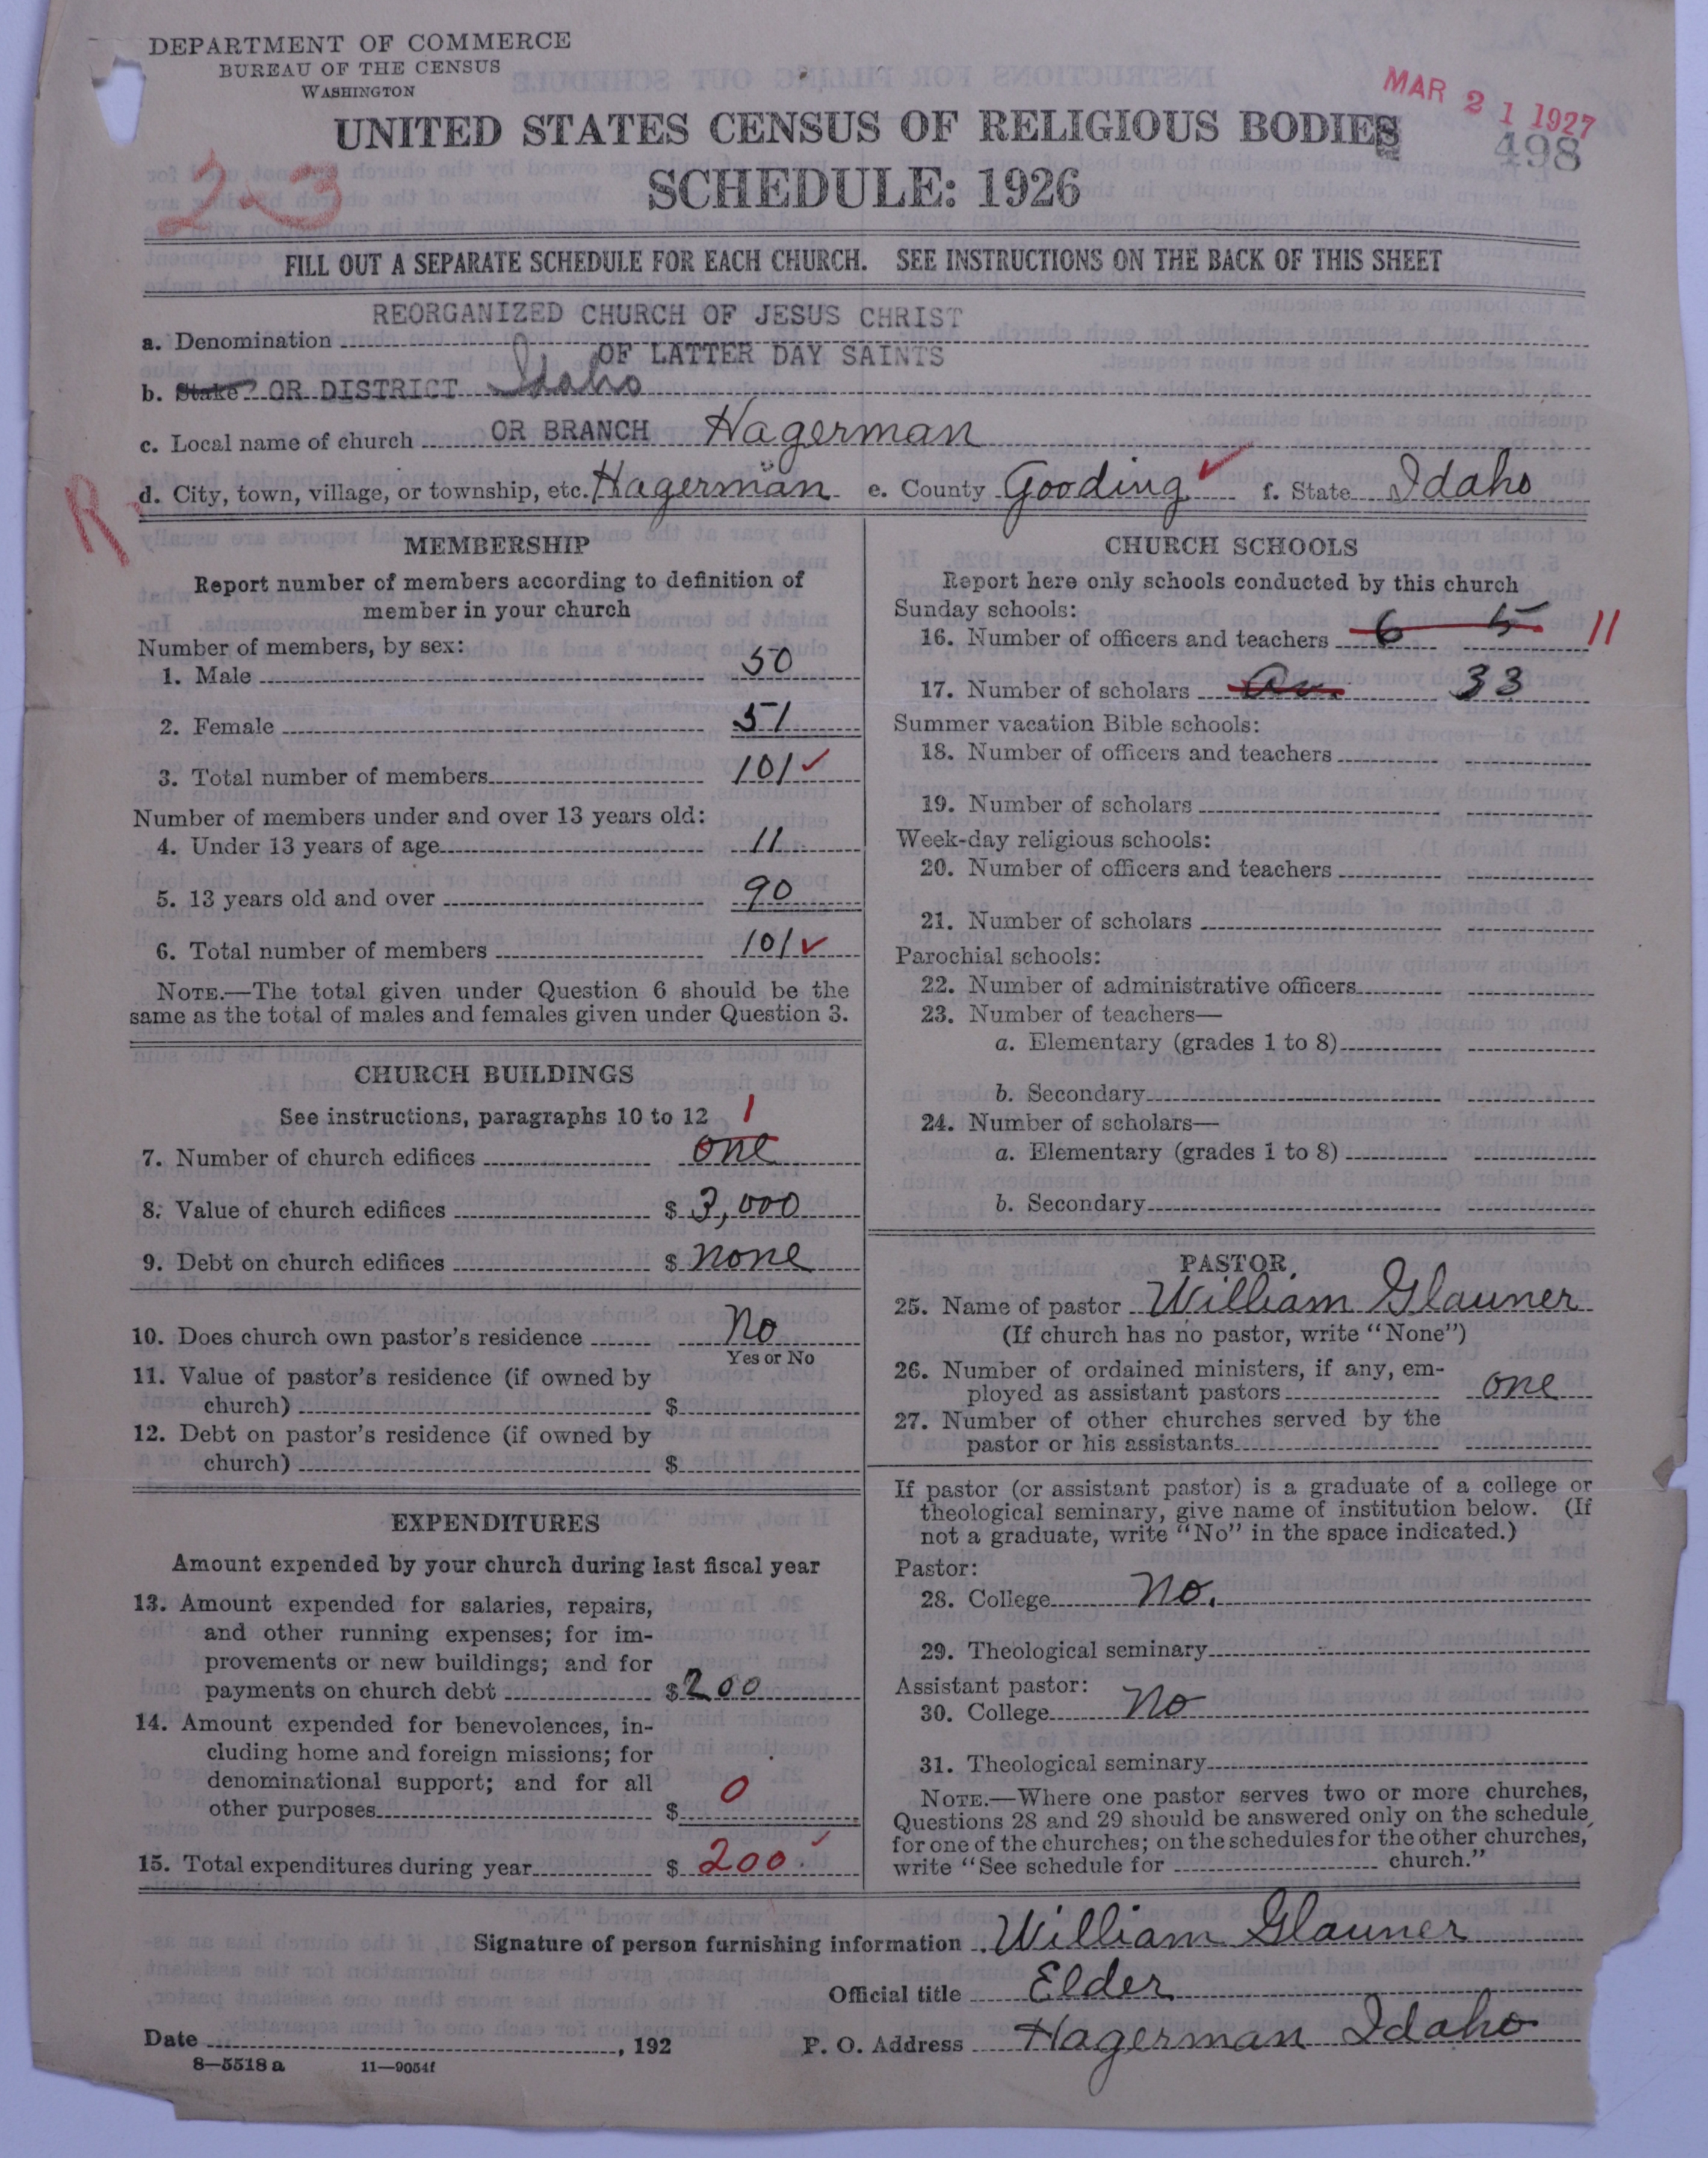 DEPARTMENT OF COMMERCE
BUREAU OF THE CENSUS
WASHINGTON
MAR 21 1927
498
UNITED STATES CENSUS OF RELIGIOUS BODIES
SCHEDULE: 1926
2-3
FILL OUT A SEPARATE SCHEDULE FOR EACH CHURCH. SEE INSTRUCTIONS ON THE BACK OF THIS SHEET
REORGANIZED CHURCH OF JESUS CHRIST
a. Denomination
OF LATTER DAY SAINTS
b. Stake? OR DISTRICT Idaho
c. Local name of church OR BRANCH Hagerman
R
d. City, town, village, or township, etc. Hagerman e. County Gooding ✓ f. State Idaho
MEMBERSHIP
Report number of members according to definition of
member in your church
Number of members, by sex:
1. Male 50
2. Female 51
3. Total number of members 101 ✓
Number of members under and over 13 years old:
4. Under 13 years of age 11
5. 13 years old and over 90
6. Total number of members 101 ✓
NOTE.—The total given under Question 6 should be the
same as the total of males and females given under Question 3.
CHURCH BUILDINGS
See instructions, paragraphs 10 to 12
1
7. Number of church edifices one
8. Value of church edifices $ 3,000
9. Debt on church edifices $ none
10. Does church own pastor's residence No
Yes or No
11. Value of pastor's residence (if owned by
church) $
12. Debt on pastor's residence (if owned by
church) $
EXPENDITURES
Amount expended by your church during last fiscal year
13. Amount expended for salaries, repairs,
and other running expenses; for im-
provements or new buildings; and for
payments on church debt $ 200
14. Amount expended for benevolences, in-
cluding home and foreign missions; for
denominational support; and for all
other purposes $ 0
15. Total expenditures during year $ 200 ✓
CHURCH SCHOOLS
Report here only schools conducted by this church
Sunday schools:
16. Number of officers and teachers 6 5 11
17. Number of scholars av. 33
Summer vacation Bible schools:
18. Number of officers and teachers
19. Number of scholars
Week-day religious schools:
20. Number of officers and teachers
21. Number of scholars
Parochial schools:
22. Number of administrative officers
23. Number of teachers—
a. Elementary (grades 1 to 8)
b. Secondary
24. Number of scholars—
a. Elementary (grades 1 to 8)
b. Secondary
PASTOR
25. Name of pastor William Glauner
(If church has no pastor, write "None")
26. Number of ordained ministers, if any, em-
ployed as assistant pastors one
27. Number of other churches served by the
pastor or his assistants
If pastor (or assistant pastor) is a graduate of a college or
theological seminary, give name of institution below. (If
not a graduate, write "No" in the space indicated.)
Pastor:
28. College No.
29. Theological seminary
Assistant pastor:
30. College No
31. Theological seminary
NOTE.—Where one pastor serves two or more churches,
Questions 28 and 29 should be answered only on the schedule
for one of the churches; on the schedules for the other churches,
write "See schedule for church."
Signature of person furnishing information William Glauner
Official title Elder
Date , 192 P. O. Address Hagerman Idaho
8—5518 a 11—9054f